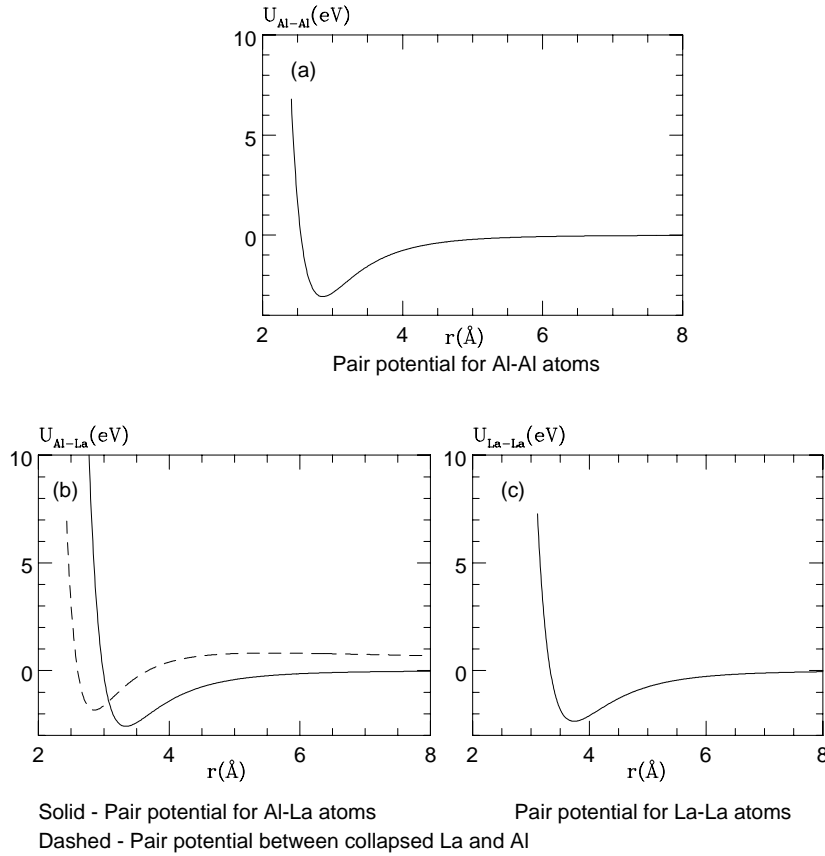 U_Al-Al(eV)
10
(a)
5
0
2
4
6
8
r(Å)
Pair potential for Al-Al atoms
U_Al-La(eV)
10
(b)
5
0
2
4
6
8
r(Å)
U_La-La(eV)
10
(c)
5
0
2
4
6
8
r(Å)
Solid - Pair potential for Al-La atoms
Pair potential for La-La atoms
Dashed - Pair potential between collapsed La and Al